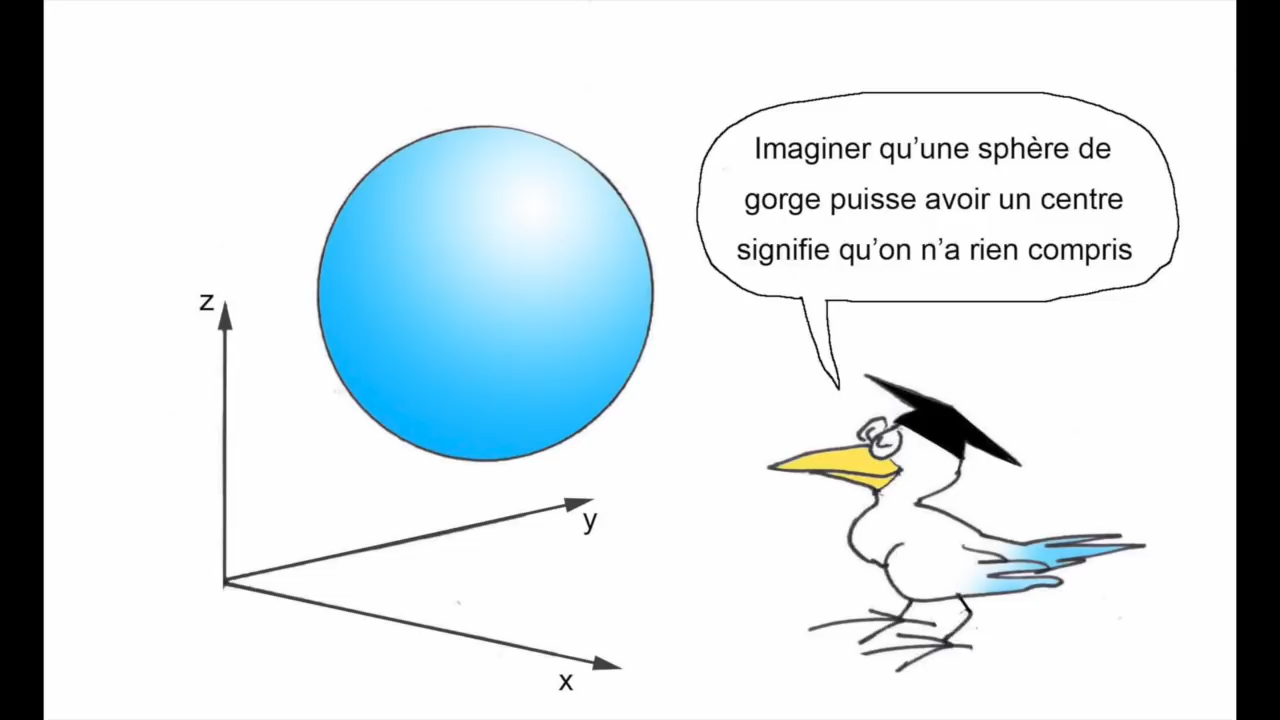 Imaginer qu’une sphère de
gorge puisse avoir un centre
signifie qu’on n’a rien compris
z
y
x